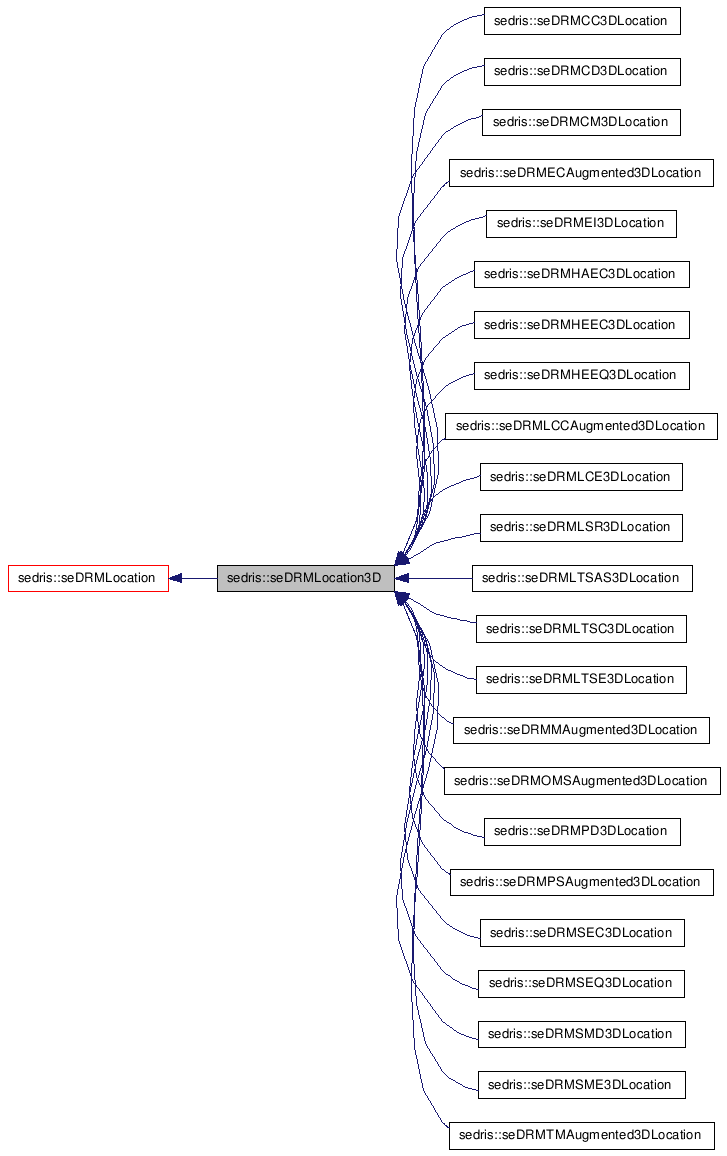 sedris::seDRMCC3DLocation
sedris::seDRMCD3DLocation
sedris::seDRMCM3DLocation
sedris::seDRMECAugmented3DLocation
sedris::seDRMEI3DLocation
sedris::seDRMHAEC3DLocation
sedris::seDRMHEEC3DLocation
sedris::seDRMHEEQ3DLocation
sedris::seDRMLCCAugmented3DLocation
sedris::seDRMLCE3DLocation
sedris::seDRMLSR3DLocation
sedris::seDRMLocation
sedris::seDRMLocation3D
sedris::seDRMLTSAS3DLocation
sedris::seDRMLTSC3DLocation
sedris::seDRMLTSE3DLocation
sedris::seDRMMAugmented3DLocation
sedris::seDRMOMSAugmented3DLocation
sedris::seDRMPD3DLocation
sedris::seDRMPSAugmented3DLocation
sedris::seDRMSEC3DLocation
sedris::seDRMSEQ3DLocation
sedris::seDRMSMD3DLocation
sedris::seDRMSME3DLocation
sedris::seDRMTMAugmented3DLocation